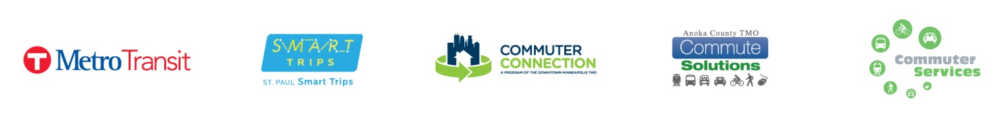 T Metro Transit
SMART
TRIPS
ST. PAUL Smart Trips
COMMUTER
CONNECTION
A PROGRAM OF THE DOWNTOWN MINNEAPOLIS TMO
Anoka County TMO
Commute
Solutions
Commuter
Services